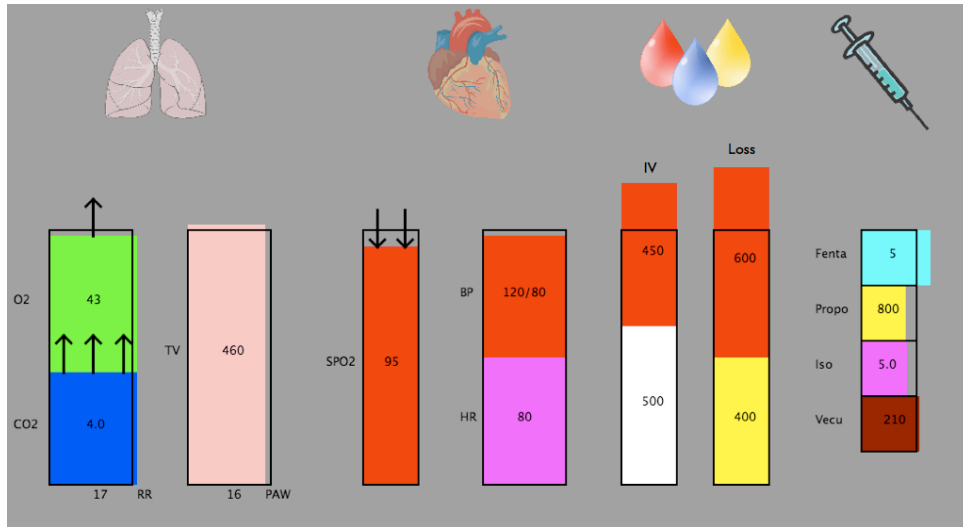 IV
Loss
O2
43
CO2
4.0
17
RR
TV
460
16
PAW
SPO2
95
BP
120/80
HR
80
450
500
600
400
Fenta
5
Propo
800
Iso
5.0
Vecu
210